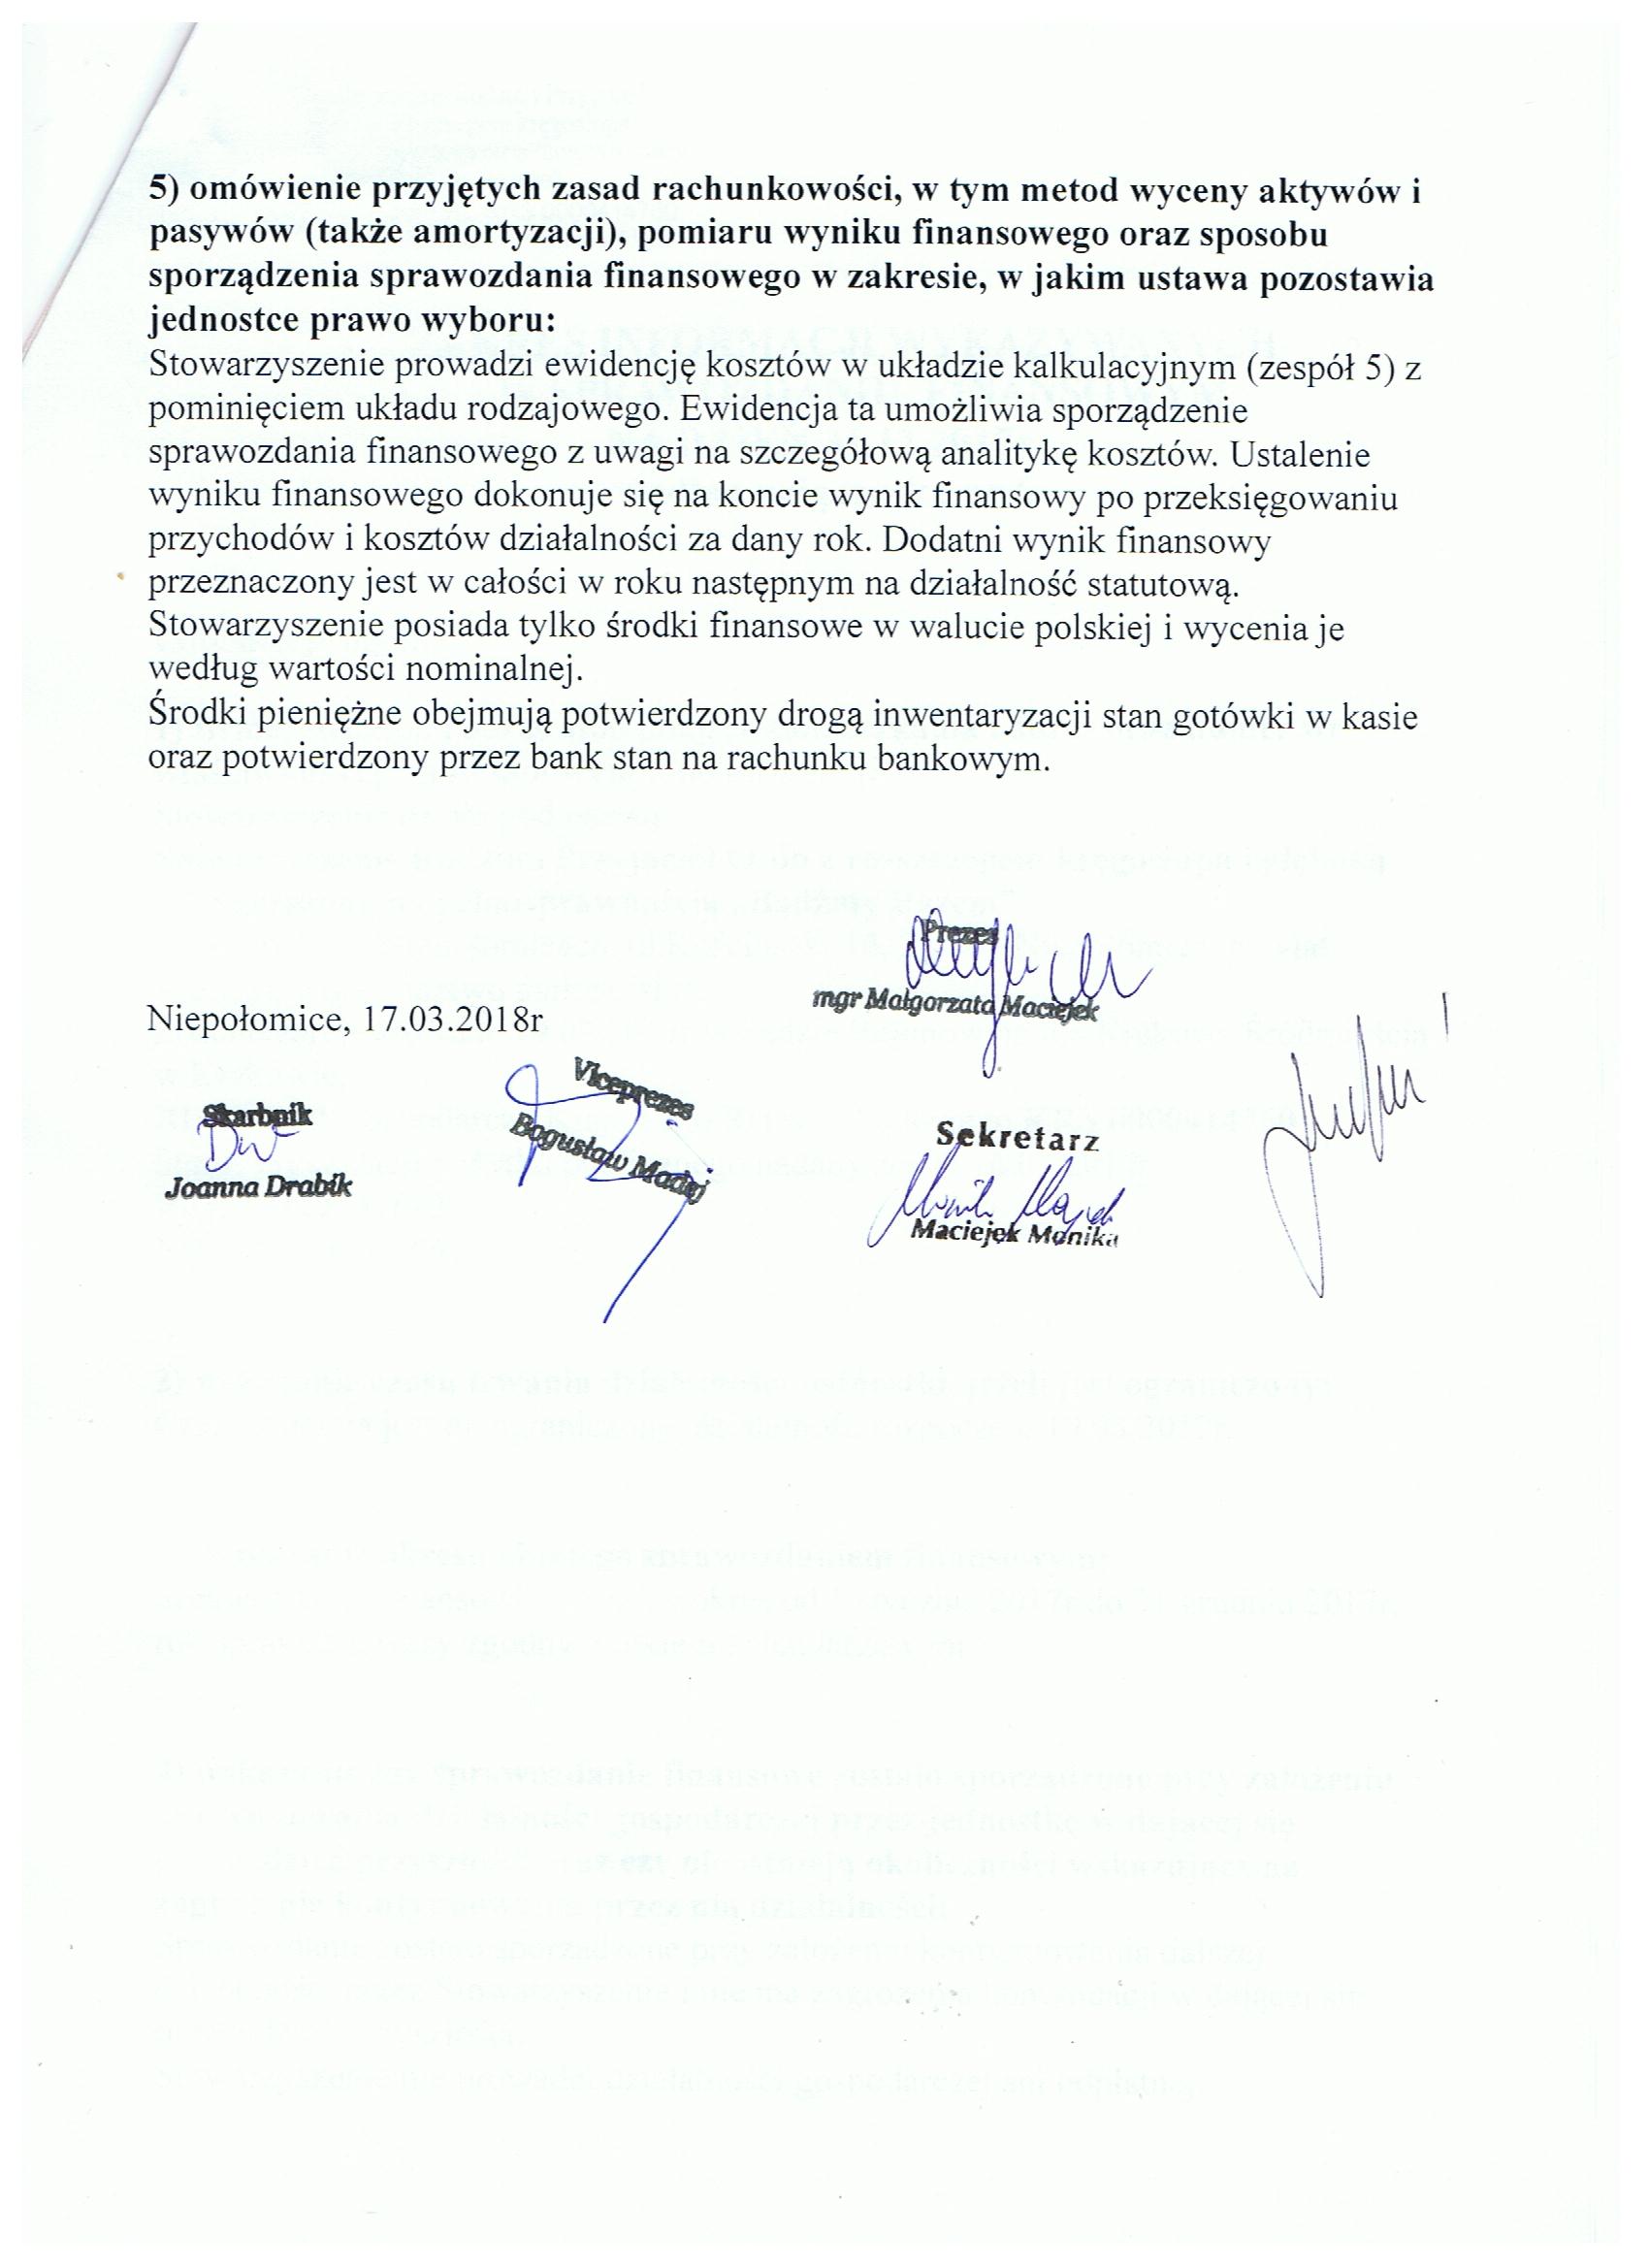 5) omówienie przyjętych zasad rachunkowości, w tym metod wyceny aktywów i
pasywów (także amortyzacji), pomiaru wyniku finansowego oraz sposobu
sporządzenia sprawozdania finansowego w zakresie, w jakim ustawa pozostawia
jednostce prawo wyboru:
Stowarzyszenie prowadzi ewidencję kosztów w układzie kalkulacyjnym (zespół 5) z
pominięciem układu rodzajowego. Ewidencja ta umożliwia sporządzenie
sprawozdania finansowego z uwagi na szczegółową analitykę kosztów. Ustalenie
wyniku finansowego dokonuje się na koncie wynik finansowy po przeksięgowaniu
przychodów i kosztów działalności za dany rok. Dodatni wynik finansowy
przeznaczony jest w całości w roku następnym na działalność statutową.
Stowarzyszenie posiada tylko środki finansowe w walucie polskiej i wycenia je
według wartości nominalnej.
Środki pieniężne obejmują potwierdzony drogą inwentaryzacji stan gotówki w kasie
oraz potwierdzony przez bank stan na rachunku bankowym.
Prezes
mgr Małgorzata Maciejek
Niepołomice, 17.03.2018r
Viceprezes
Bogusław Madej
Skarbnik
Joanna Drabik
Sekretarz
Maciejek Monika